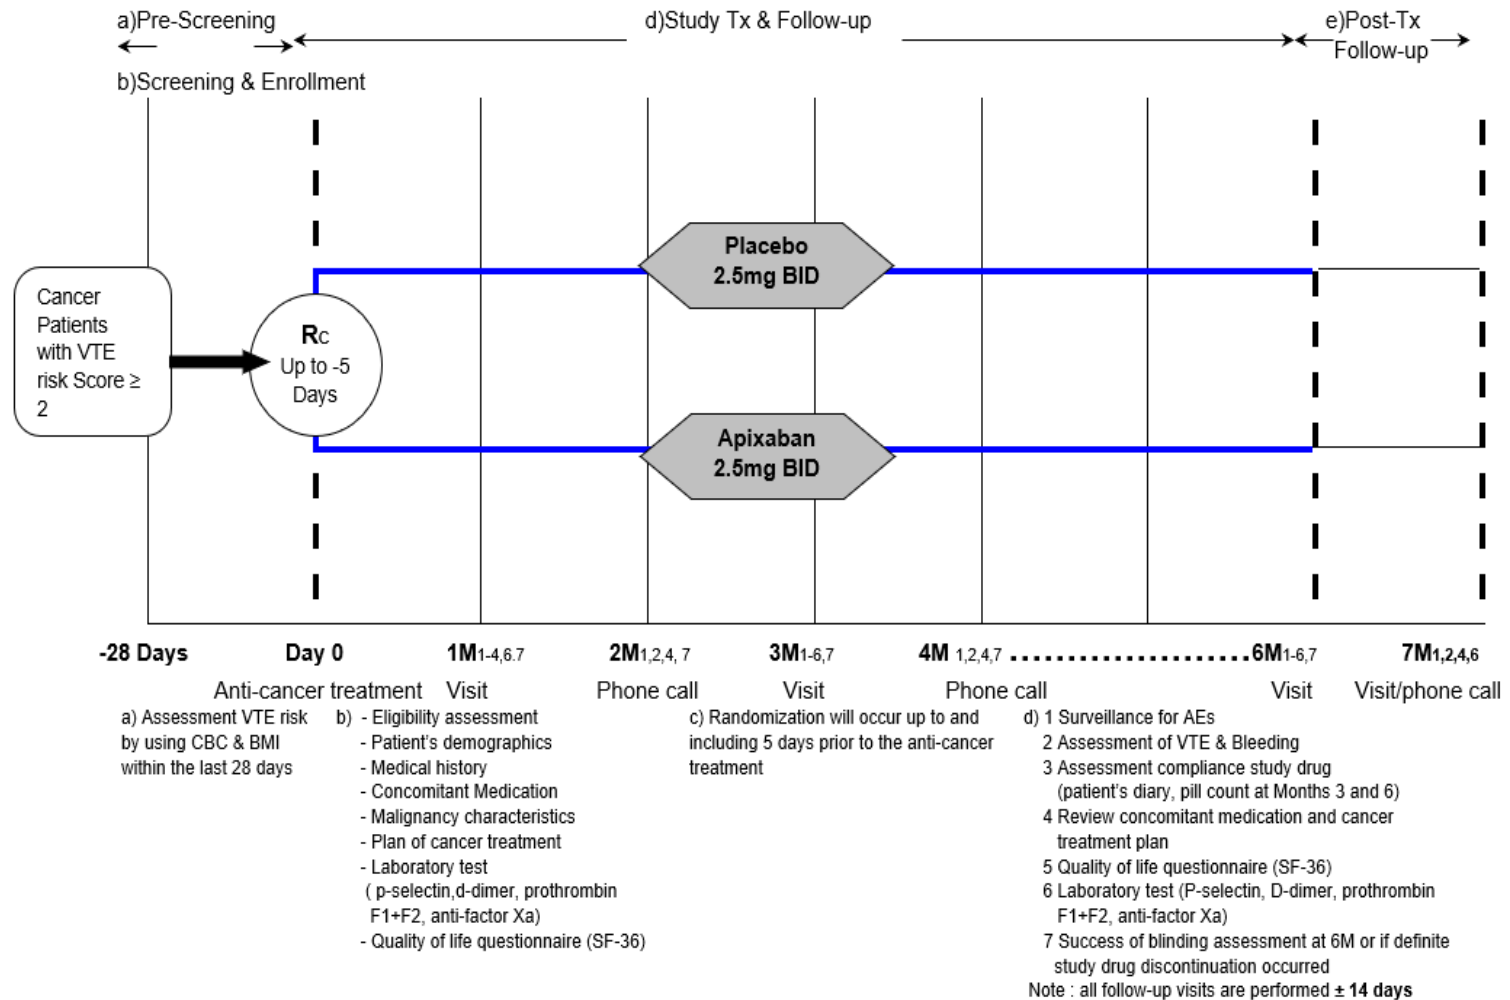 a)Pre-Screening
d)Study Tx & Follow-up
e)Post-Tx
Follow-up
b)Screening & Enrollment
Placebo
2.5mg BID
Cancer
Patients
with VTE
risk Score ≥
2
Rc
Up to -5
Days
Apixaban
2.5mg BID
-28 Days Day 0 1M1-4,6.7 2M1,2,4, 7 3M1-6,7 4M 1,2,4,7 ........................6M1-6,7 7M1,2,4,6
Anti-cancer treatment Visit Phone call Visit Phone call Visit Visit/phone call
a) Assessment VTE risk
by using CBC & BMI
within the last 28 days
b) - Eligibility assessment
- Patient's demographics
- Medical history
- Concomitant Medication
- Malignancy characteristics
- Plan of cancer treatment
- Laboratory test
( p-selectin,d-dimer, prothrombin
F1+F2, anti-factor Xa)
- Quality of life questionnaire (SF-36)
c) Randomization will occur up to and
including 5 days prior to the anti-cancer
treatment
d) 1 Surveillance for AEs
2 Assessment of VTE & Bleeding
3 Assessment compliance study drug
(patient's diary, pill count at Months 3 and 6)
4 Review concomitant medication and cancer
treatment plan
5 Quality of life questionnaire (SF-36)
6 Laboratory test (P-selectin, D-dimer, prothrombin
F1+F2, anti-factor Xa)
7 Success of blinding assessment at 6M or if definite
study drug discontinuation occurred
Note : all follow-up visits are performed ± 14 days